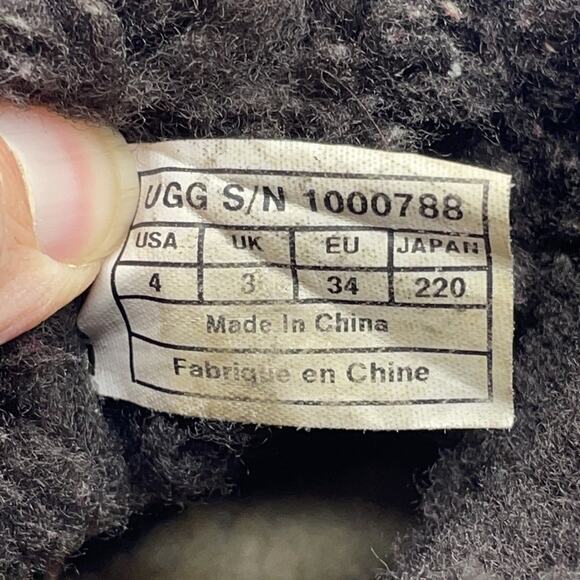 UGG S/N 1000788
USA UK EU JAPAN
4 3 34 220
Made In China
Fabrique en Chine